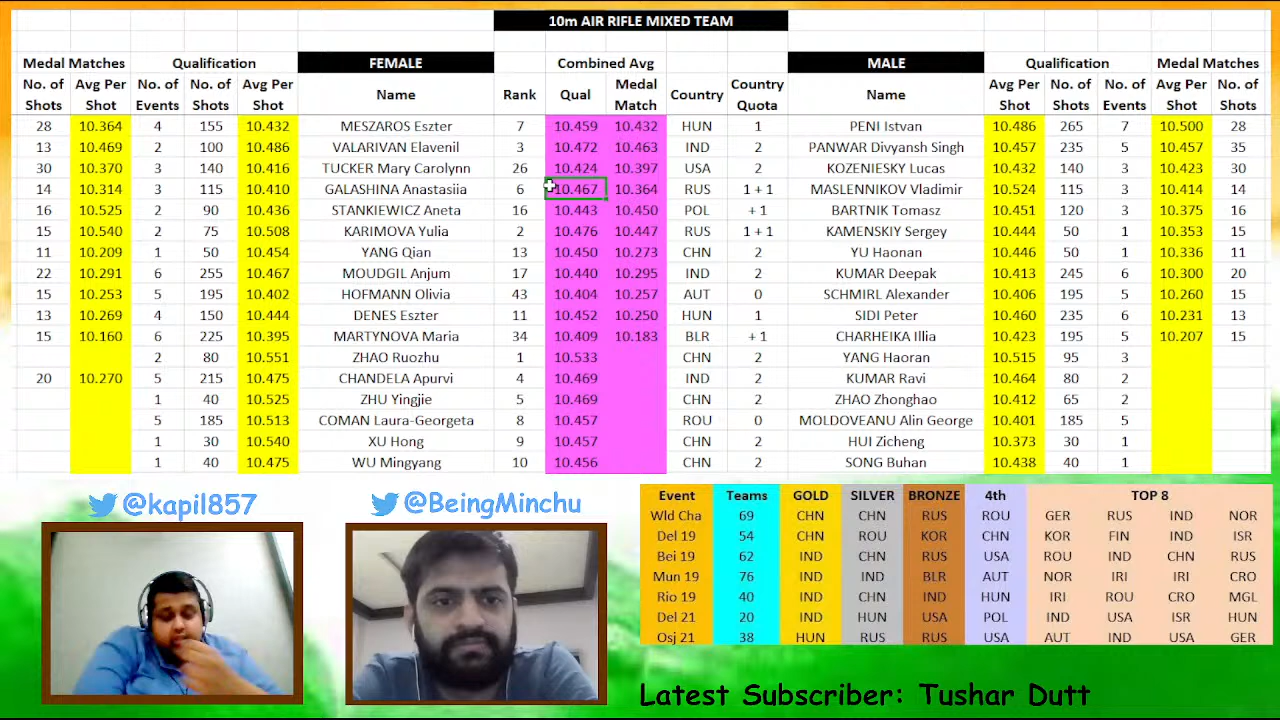 10m AIR RIFLE MIXED TEAM
Medal Matches Qualification FEMALE Combined Avg MALE Qualification Medal Matches
No. of Shots Avg Per Shot No. of Events No. of Shots Avg Per Shot Name Rank Qual Medal Match Country Country Quota Name Avg Per Shot No. of Shots No. of Events Avg Per Shot No. of Shots
28 10.364 4 155 10.432 MESZAROS Eszter 7 10.459 10.432 HUN 1 PENI Istvan 10.486 265 7 10.500 28
13 10.469 2 100 10.486 VALARIVAN Elavenil 3 10.472 10.463 IND 2 PANWAR Divyansh Singh 10.457 235 5 10.457 35
30 10.370 3 140 10.416 TUCKER Mary Carolynn 26 10.424 10.397 USA 2 KOZENIESKY Lucas 10.432 140 3 10.423 30
14 10.314 3 115 10.410 GALASHINA Anastasiia 6 10.467 10.364 RUS 1 + 1 MASLENNIKOV Vladimir 10.524 115 3 10.414 14
16 10.525 2 90 10.436 STANKIEWICZ Aneta 16 10.443 10.450 POL + 1 BARTNIK Tomasz 10.451 120 3 10.375 16
15 10.540 2 75 10.508 KARIMOVA Yulia 2 10.476 10.447 RUS 1 + 1 KAMENSKIY Sergey 10.444 50 1 10.353 15
11 10.209 1 50 10.454 YANG Qian 13 10.450 10.273 CHN 2 YU Haonan 10.446 50 1 10.336 11
22 10.291 6 255 10.467 MOUDGIL Anjum 17 10.440 10.295 IND 2 KUMAR Deepak 10.413 245 6 10.300 20
15 10.253 5 195 10.402 HOFMANN Olivia 43 10.404 10.257 AUT 0 SCHMIRL Alexander 10.406 195 5 10.260 15
13 10.269 4 150 10.444 DENES Eszter 11 10.452 10.250 HUN 1 SIDI Peter 10.460 235 6 10.231 13
15 10.160 6 225 10.395 MARTYNOVA Maria 34 10.409 10.183 BLR + 1 CHARHEIKA Illia 10.423 195 5 10.207 15
2 80 10.551 ZHAO Ruozhu 1 10.533 CHN 2 YANG Haoran 10.515 95 3
20 10.270 5 215 10.475 CHANDELA Apurvi 4 10.469 IND 2 KUMAR Ravi 10.464 80 2
1 40 10.525 ZHU Yingjie 5 10.469 CHN 2 ZHAO Zhonghao 10.412 65 2
5 185 10.513 COMAN Laura-Georgeta 8 10.457 ROU 0 MOLDOVEANU Alin George 10.401 185 5
1 30 10.540 XU Hong 9 10.457 CHN 2 HUI Zicheng 10.373 30 1
1 40 10.475 WU Mingyang 10 10.456 CHN 2 SONG Buhan 10.438 40 1
@kapil857 @BeingMinchu
Event Teams GOLD SILVER BRONZE 4th TOP 8
Wld Cha 69 CHN CHN RUS ROU GER RUS IND NOR
Del 19 54 CHN ROU KOR CHN KOR FIN IND ISR
Bei 19 62 IND CHN RUS USA ROU IND CHN RUS
Mun 19 76 IND IND BLR AUT NOR IRI IRI CRO
Rio 19 40 IND CHN IND HUN IRI ROU CRO MGL
Del 21 20 IND HUN USA POL IND USA ISR HUN
Osj 21 38 HUN RUS RUS USA AUT IND USA GER
Latest Subscriber: Tushar Dutt